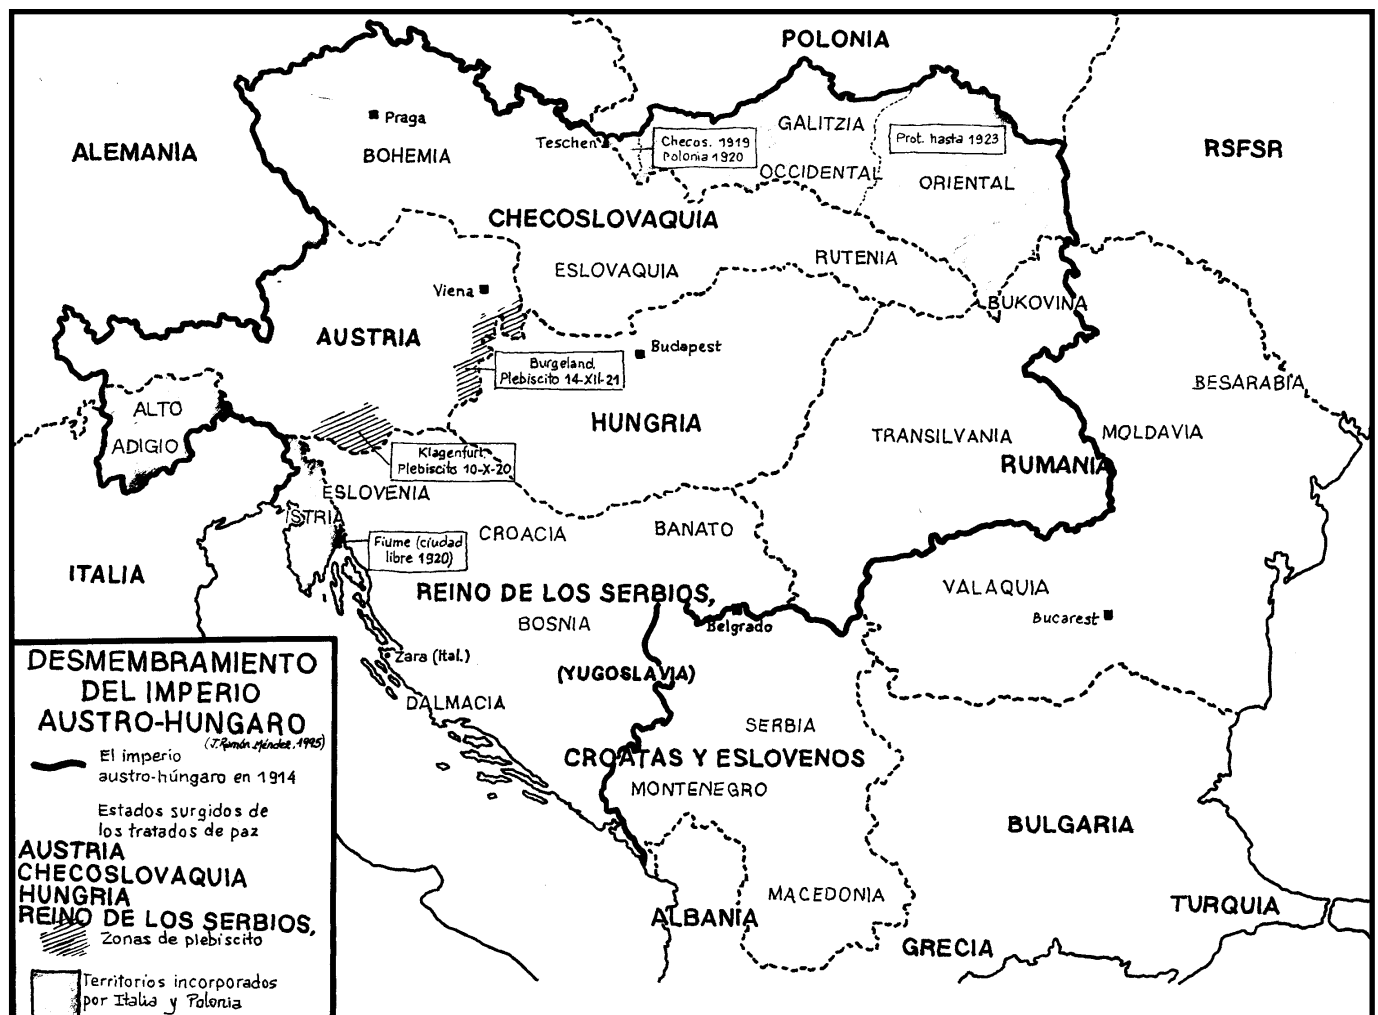 POLONIA
Praga
Teschen
Checos. 1919
Polonia 1920
GALITZIA
Prot. hasta 1923
ALEMANIA
BOHEMIA
RSFSR
OCCIDENTAL
ORIENTAL
CHECOSLOVAQUIA
ESLOVAQUIA
RUTENIA
Viena
BUKOVINA
AUSTRIA
Budapest
Burgeland.
Plebiscito 14-XII-21
BESARABIA
ALTO
ADIGIO
HUNGRIA
TRANSILVANIA
MOLDAVIA
RUMANIA
Klagenfurt
Plebiscito 10-X-20
ESLOVENIA
ISTRIA
CROACIA
BANATO
Fiume (ciudad
libre 1920)
ITALIA
REINO DE LOS SERBIOS,
VALAQUIA
Bucarest
BOSNIA
Belgrado
Zara (Ital.)
(YUGOSLAVIA)
DALMACIA
SERBIA
CROATAS Y ESLOVENOS
MONTENEGRO
BULGARIA
MACEDONIA
ALBANIA
TURQUIA
GRECIA
DESMEMBRAMIENTO
DEL IMPERIO
AUSTRO-HUNGARO
(J. Ramón Méndez, 1995)
El imperio
austro-húngaro en 1914
Estados surgidos de
los tratados de paz
AUSTRIA
CHECOSLOVAQUIA
HUNGRIA
REINO DE LOS SERBIOS,
Zonas de plebiscito
Territorios incorporados
por Italia y Polonia